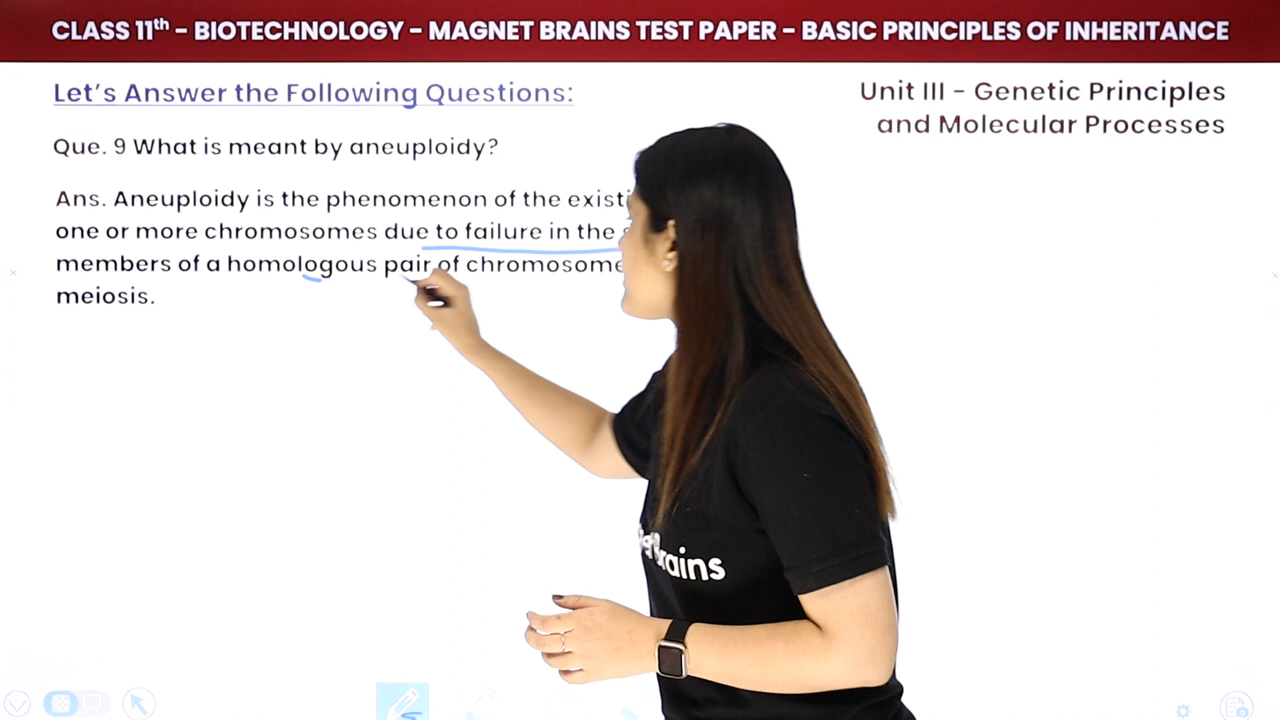 CLASS 11th – BIOTECHNOLOGY – MAGNET BRAINS TEST PAPER – BASIC PRINCIPLES OF INHERITANCE
Let's Answer the Following Questions:
Unit III – Genetic Principles
and Molecular Processes
Que. 9 What is meant by aneuploidy?
Ans. Aneuploidy is the phenomenon of the
one or more chromosomes due to failure in the
members of a homologous pair of
meiosis.
Brains